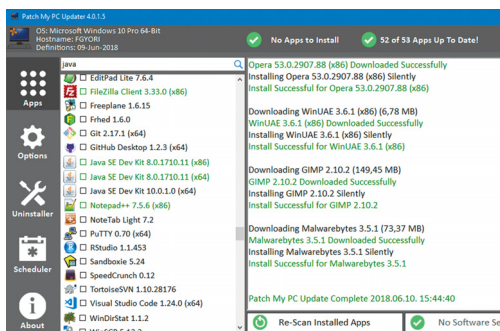 Patch My PC Updater 4.0.1.5
OS: Microsoft Windows 10 Pro 64-Bit
Hostname: FGYORI
Definitions: 09-Jun-2018
No Apps to Install
52 of 53 Apps Up To Date!
Apps
Options
Uninstaller
Scheduler
About
java
EditPad Lite 7.6.4
FileZilla Client 3.33.0 (x86)
Freeplane 1.6.15
Frhed 1.6.0
Git 2.17.1 (x64)
GitHub Desktop 1.2.3 (x64)
Java SE Dev Kit 8.0.1710.11 (x86)
Java SE Dev Kit 8.0.1710.11 (x64)
Java SE Dev Kit 10.0.1.0 (x64)
Notepad++ 7.5.6 (x86)
NoteTab Light 7.2
PuTTY 0.70 (x64)
RStudio 1.1.453
Sandboxie 5.24
SpeedCrunch 0.12
TortoiseSVN 1.10.28176
Visual Studio Code 1.24.0 (x64)
WinDirStat 1.1.2
Opera 53.0.2907.88 (x86) Downloaded Successfully
Installing Opera 53.0.2907.88 (x86) Silently
Install Successful for Opera 53.0.2907.88 (x86)
Downloading WinUAE 3.6.1 (x86) (6,78 MB)
WinUAE 3.6.1 (x86) Downloaded Successfully
Installing WinUAE 3.6.1 (x86) Silently
Install Successful for WinUAE 3.6.1 (x86)
Downloading GIMP 2.10.2 (149,45 MB)
GIMP 2.10.2 Downloaded Successfully
Installing GIMP 2.10.2 Silently
Install Successful for GIMP 2.10.2
Downloading Malwarebytes 3.5.1 (73,37 MB)
Malwarebytes 3.5.1 Downloaded Successfully
Installing Malwarebytes 3.5.1 Silently
Install Successful for Malwarebytes 3.5.1
Patch My PC Update Complete 2018.06.10. 15:44:40
Re-Scan Installed Apps
No Software Se